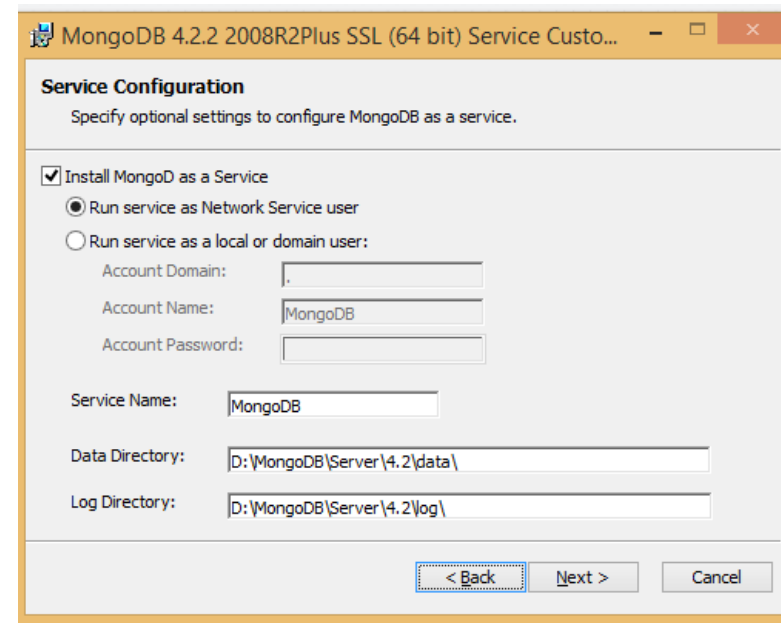 MongoDB 4.2.2 2008R2Plus SSL (64 bit) Service Custo...
Service Configuration
Specify optional settings to configure MongoDB as a service.
Install MongoD as a Service
Run service as Network Service user
Run service as a local or domain user:
Account Domain: .
Account Name: MongoDB
Account Password:
Service Name: MongoDB
Data Directory: D:\MongoDB\Server\4.2\data\
Log Directory: D:\MongoDB\Server\4.2\log\
< Back Next > Cancel